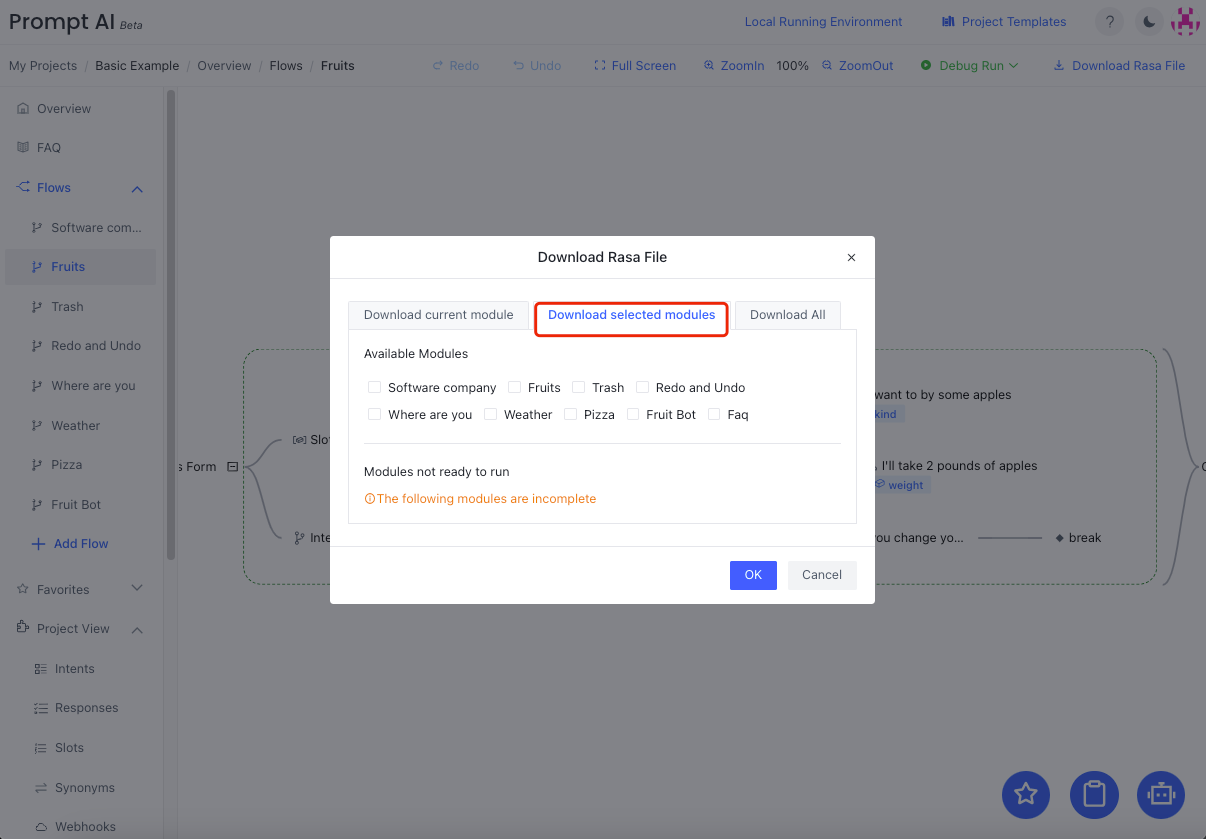 Prompt AI Beta
Local Running Environment
Project Templates
?
My Projects / Basic Example / Overview / Flows / Fruits
Redo
Undo
Full Screen
ZoomIn 100% ZoomOut
Debug Run
Download Rasa File
Overview
FAQ
Flows
Software com...
Fruits
Trash
Redo and Undo
Where are you
Weather
Pizza
Fruit Bot
Add Flow
Favorites
Project View
Intents
Responses
Slots
Synonyms
Webhooks
Download Rasa File
Download current module
Download selected modules
Download All
Available Modules
Software company Fruits Trash Redo and Undo
Where are you Weather Pizza Fruit Bot Faq
Modules not ready to run
The following modules are incomplete
OK
Cancel
s Form
Slo
Inte
want to by some apples
kind
I'll take 2 pounds of apples
weight
you change yo...
break